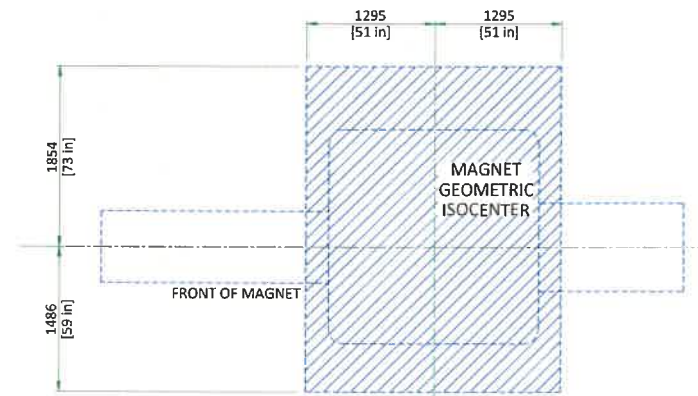 1295
[51 in]
1295
[51 in]
1854
[73 in]
MAGNET
GEOMETRIC
ISOCENTER
FRONT OF MAGNET
1486
[59 in]